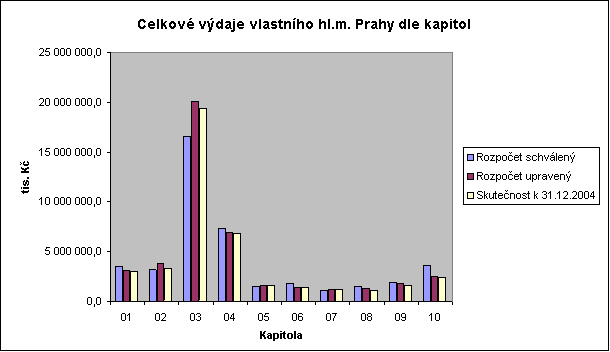 Celkové výdaje vlastního hl.m. Prahy dle kapitol
25 000 000,0
20 000 000,0
15 000 000,0
10 000 000,0
5 000 000,0
0,0
tis. Kč
01 02 03 04 05 06 07 08 09 10
Kapitola
Rozpočet schválený
Rozpočet upravený
Skutečnost k 31.12.2004